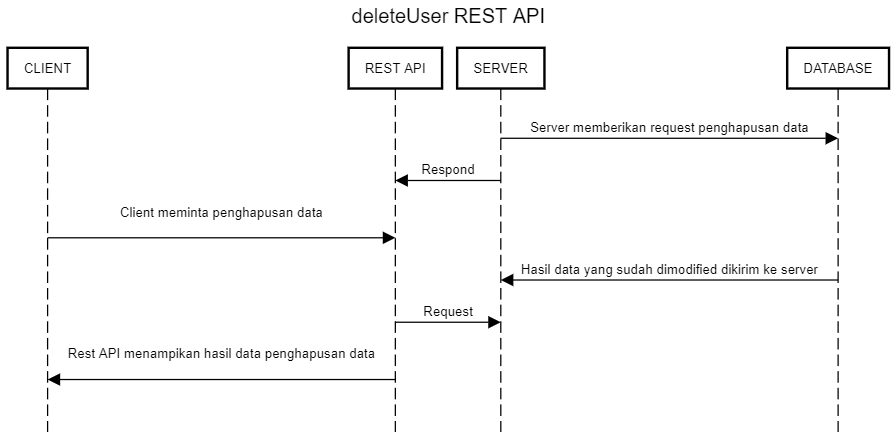 deleteUser REST API
CLIENT
REST API
SERVER
DATABASE
Server memberikan request penghapusan data
Respond
Client meminta penghapusan data
Hasil data yang sudah dimodified dikirim ke server
Request
Rest API menampikan hasil data penghapusan data